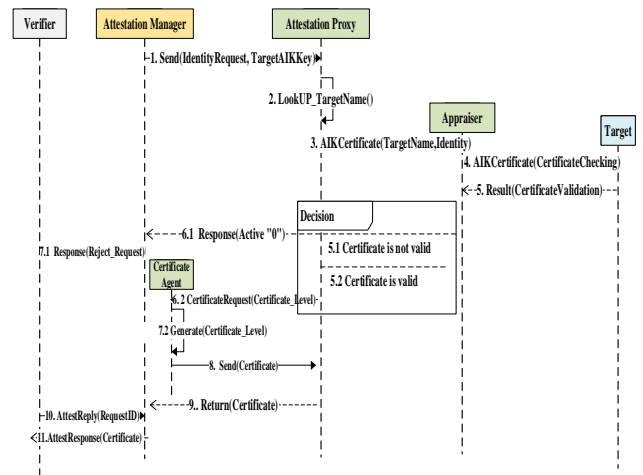 Verifier
Attestation Manager
Attestation Proxy
1. Send(IdentityRequest, TargetAIKKey)
2. LookUP_TargetName()
Appraiser
Target
3. AIKCertificate(TargetName,Identity)
4. AIKCertificate(CertificateChecking)
5. Result(CertificateValidation)
Decision
6.1 Response(Active "0")
5.1 Certificate is not valid
7.1 Response(Reject_Request)
5.2 Certificate is valid
Certificate
Agent
6. 2 CertificateRequest(Certificate_Level)
7.2 Generate(Certificate_Level)
8. Send(Certificate)
9.. Return(Certificate)
10. AttestReply(RequestID)
11.AttestResponse(Certificate)